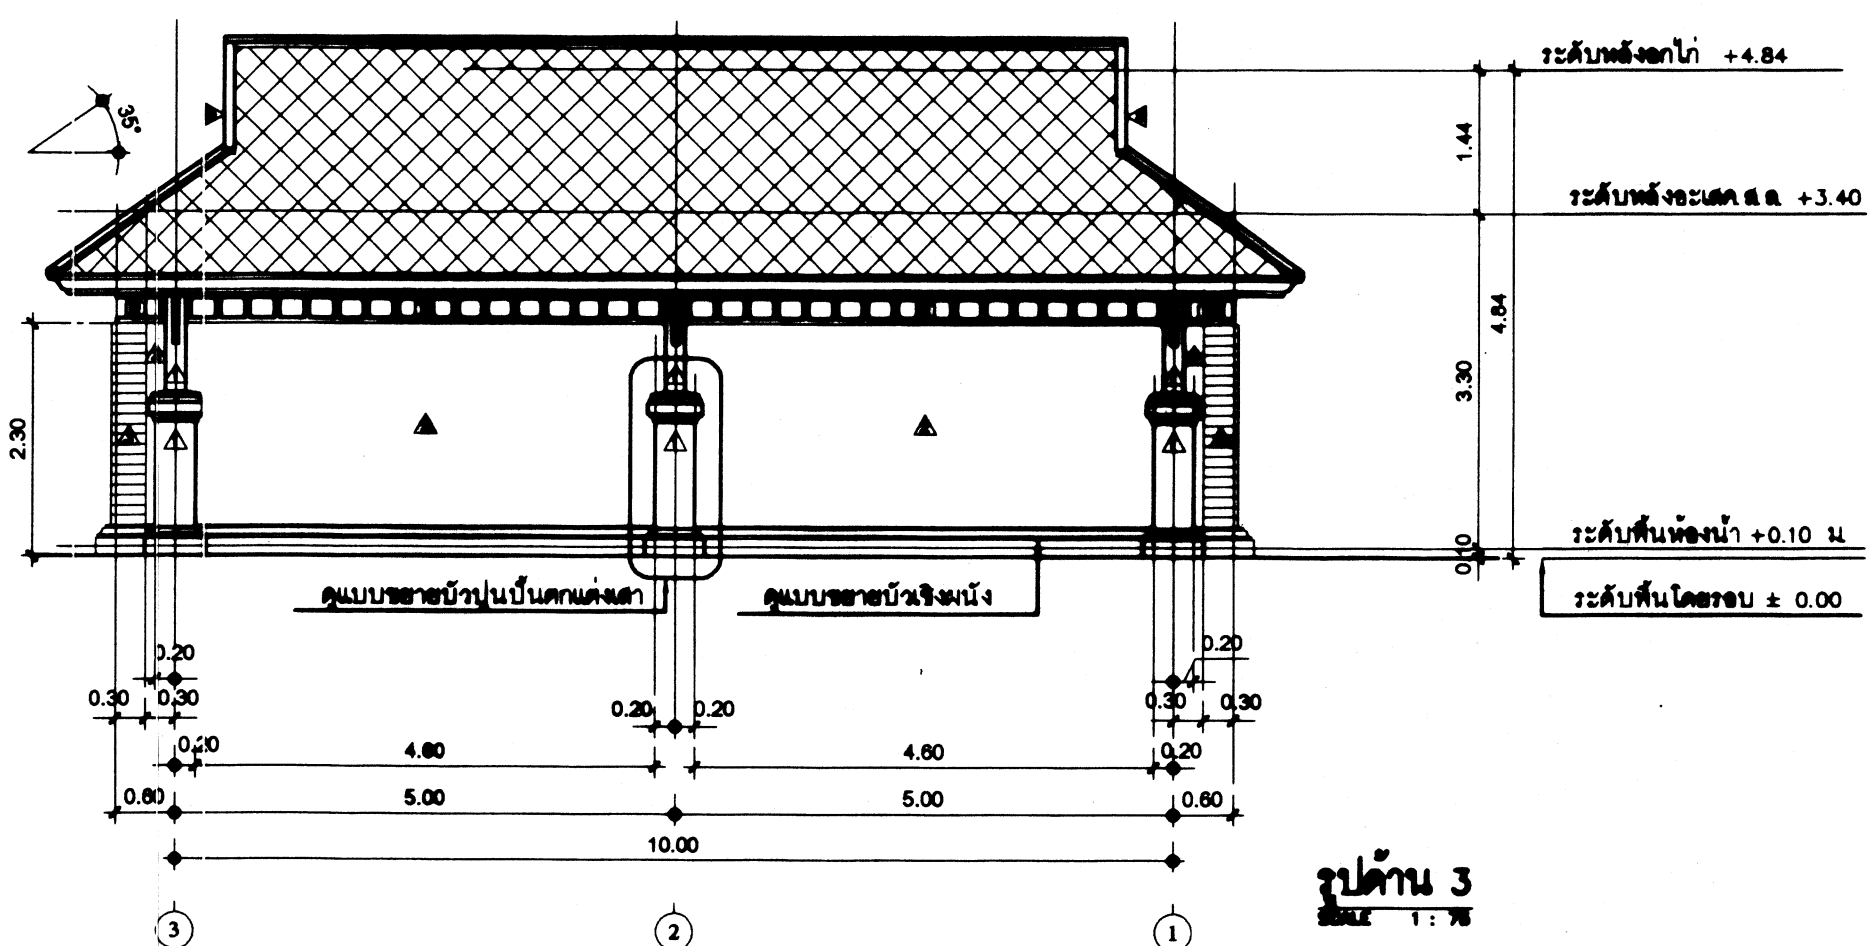 ระดับหลังอกไก่ +4.84
35°
1.44
ระดับหลังอะเส ค.ส.ล. +3.40
4.84
3.30
2.30
ระดับพื้นห้องน้ำ +0.10 ม.
0.10
ดูแบบขยายบัวปูนปั้นตกแต่งเสา
ดูแบบขยายบัวเชิงผนัง
ระดับพื้นโดยรอบ ± 0.00
0.20 0.20
0.30 0.30 0.30 0.30
0.20 0.20
0.20 4.60 4.60 0.20
0.60 5.00 5.00 0.60
10.00
รูปด้าน 3
SCALE 1 : 75
3 2 1